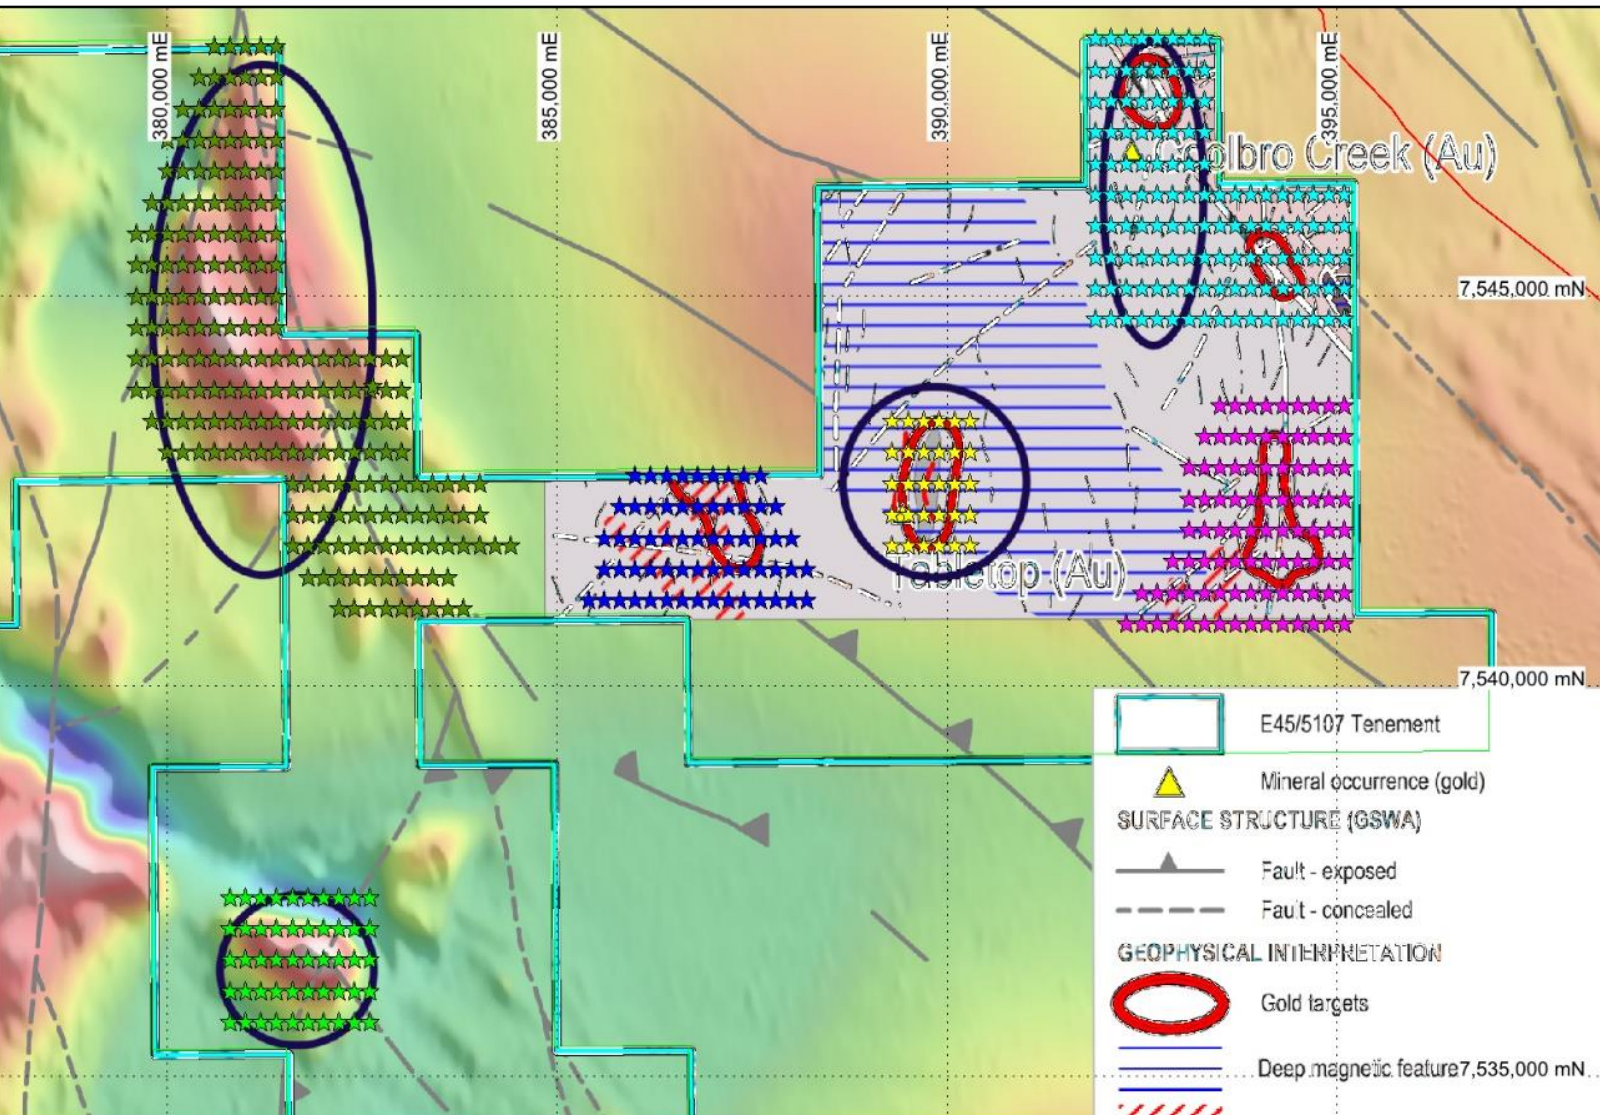 380,000 mE
385,000 mE
390,000 mE
395,000 mE
Coolbro Creek (Au)
7,545,000 mN
Tabletop (Au)
7,540,000 mN
E45/5107 Tenement
Mineral occurrence (gold)
SURFACE STRUCTURE (GSWA)
Fault - exposed
Fault - concealed
GEOPHYSICAL INTERPRETATION
Gold targets
Deep magnetic feature
7,535,000 mN